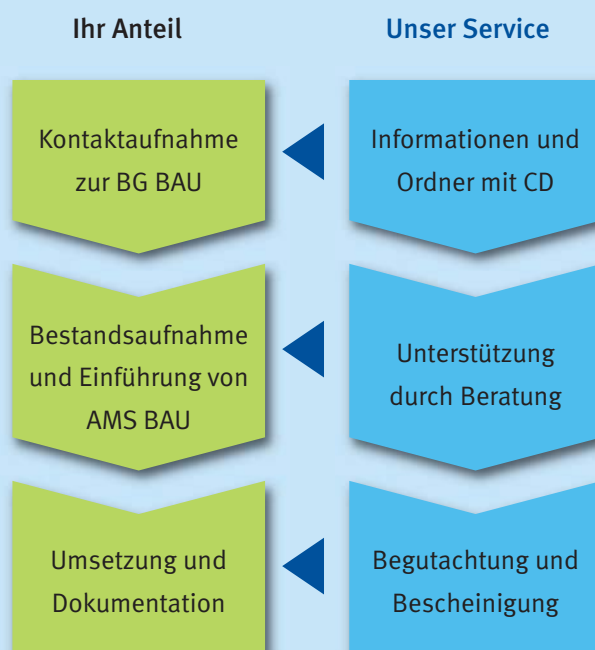 Ihr Anteil
Unser Service
Kontaktaufnahme
zur BG BAU
Informationen und
Ordner mit CD
Bestandsaufnahme
und Einführung von
AMS BAU
Unterstützung
durch Beratung
Umsetzung und
Dokumentation
Begutachtung und
Bescheinigung